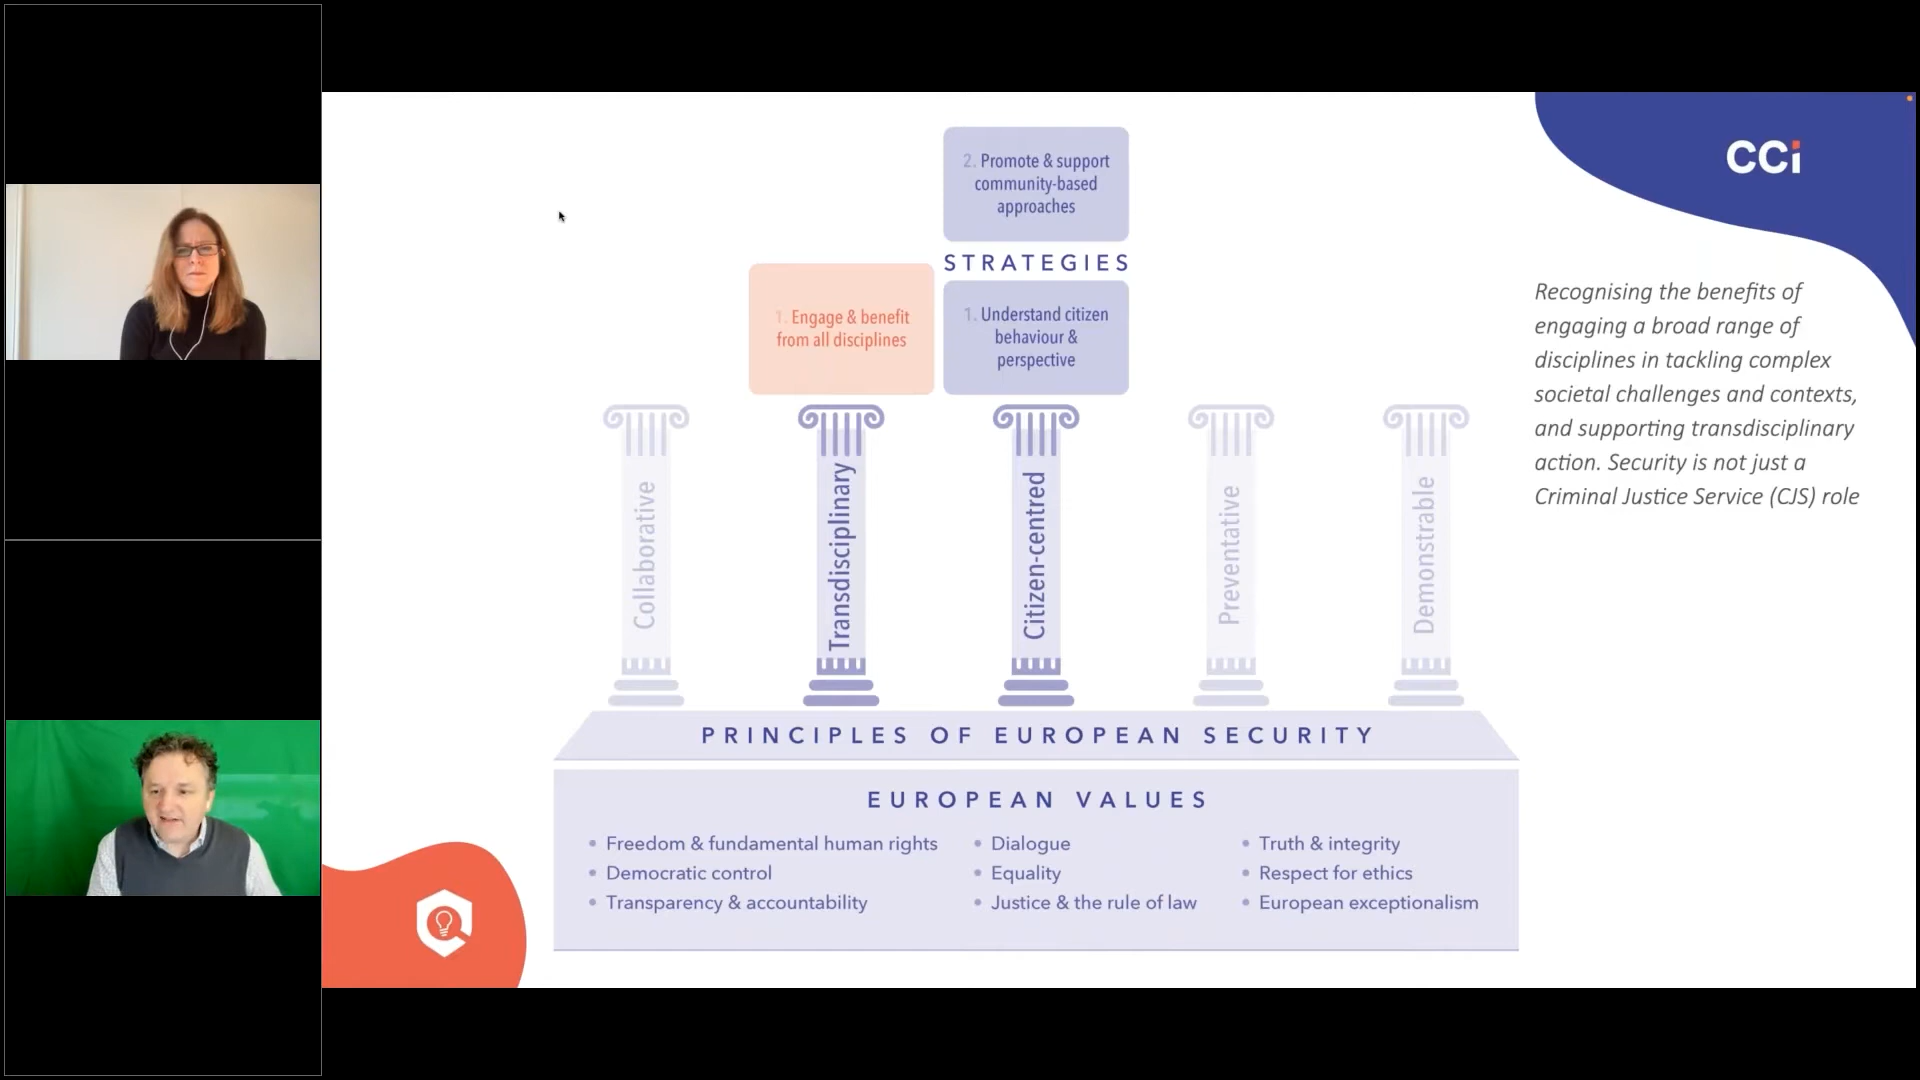 CCi
2. Promote & support
community-based
approaches
STRATEGIES
1. Engage & benefit
from all disciplines
1. Understand citizen
behaviour &
perspective
Recognising the benefits of
engaging a broad range of
disciplines in tackling complex
societal challenges and contexts,
and supporting transdisciplinary
action. Security is not just a
Criminal Justice Service (CJS) role
Collaborative
Transdisciplinary
Citizen-centred
Preventative
Demonstrable
PRINCIPLES OF EUROPEAN SECURITY
EUROPEAN VALUES
• Freedom & fundamental human rights
• Democratic control
• Transparency & accountability
• Dialogue
• Equality
• Justice & the rule of law
• Truth & integrity
• Respect for ethics
• European exceptionalism